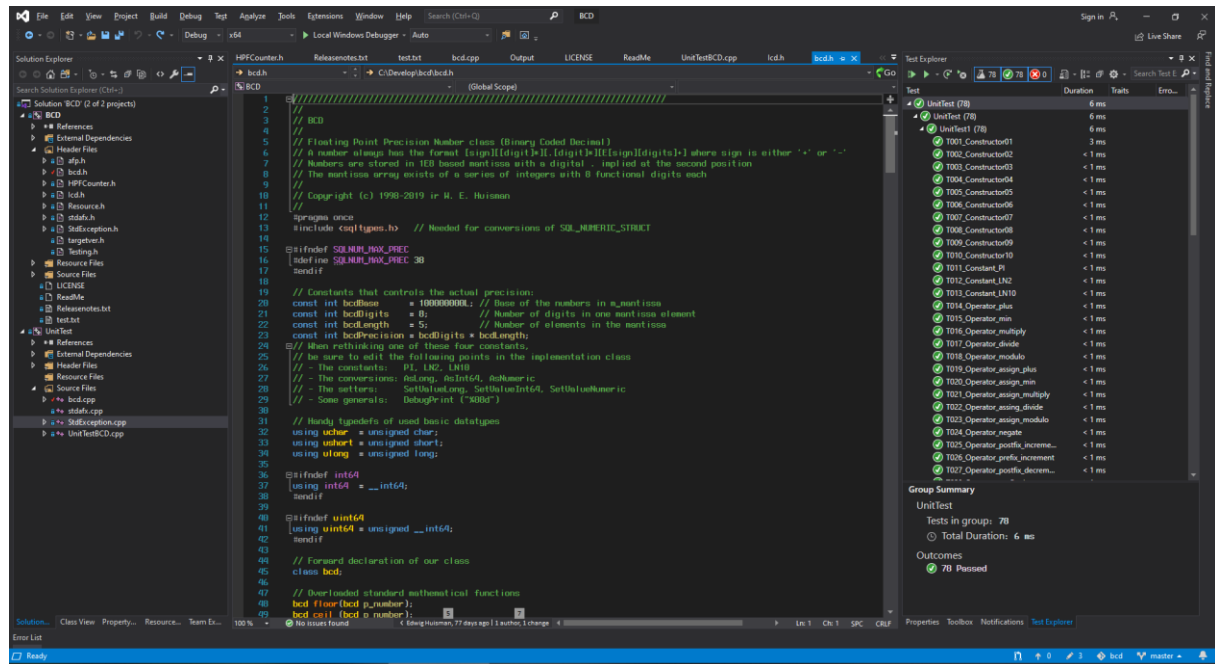 File Edit View Project Build Debug Test Analyze Tools Extensions Window Help Search (Ctrl+Q) BCD Sign in
Debug x64 Local Windows Debugger Auto Live Share
Solution Explorer
Search Solution Explorer (Ctrl+;)
Solution 'BCD' (2 of 2 projects)
BCD
References
External Dependencies
Header Files
afp.h
bcd.h
HPFCounter.h
lcd.h
Resource.h
stdafx.h
StdException.h
targetver.h
Testing.h
Resource Files
Source Files
LICENSE
ReadMe
Releasenotes.txt
test.txt
UnitTest
References
External Dependencies
Header Files
Resource Files
Source Files
bcd.cpp
stdafx.cpp
StdException.cpp
UnitTestBCD.cpp
Solution... Class View Property... Resource... Team Ex...
HPFCounter.h Releasenotes.txt test.txt bcd.cpp Output LICENSE ReadMe UnitTestBCD.cpp lcd.h bcd.h
bcd.h C:\Develop\bcd\bcd.h Go
BCD (Global Scope)
1 //////////////////////////////////////////////////////////////////////////
2 //
3 // BCD
4 //
5 // Floating Point Precision Number class (Binary Coded Decimal)
6 // A number always has the format [sign][[digit]*][.[digit]*][E[sign][digits]+] where sign is either '+' or '-'
7 // Numbers are stored in 1E8 based mantissa with a digital . implied at the second position
8 // The mantissa array exists of a series of integers with 8 functional digits each
9 //
10 // Copyright (c) 1998-2019 ir W. E. Huisman
11 //
12 #pragma once
13 #include <sqltypes.h> // Needed for conversions of SQL_NUMERIC_STRUCT
14
15 #ifndef SQLNUM_MAX_PREC
16 #define SQLNUM_MAX_PREC 38
17 #endif
18
19 // Constants that controls the actual precision:
20 const int bcdBase = 100000000L; // Base of the numbers in m_mantissa
21 const int bcdDigits = 8; // Number of digits in one mantissa element
22 const int bcdLength = 5; // Number of elements in the mantissa
23 const int bcdPrecision = bcdDigits * bcdLength;
24 // When rethinking one of these four constants,
25 // be sure to edit the following points in the implementation class
26 // - The constants: PI, LN2, LN10
27 // - The conversions: AsLong, AsInt64, AsNumeric
28 // - The setters: SetValueLong, SetValueInt64, SetValueNumeric
29 // - Some generals: DebugPrint ("%08d")
30
31 // Handy typedefs of used basic datatypes
32 using uchar = unsigned char;
33 using ushort = unsigned short;
34 using ulong = unsigned long;
35
36 #ifndef int64
37 using int64 = __int64;
38 #endif
39
40 #ifndef uint64
41 using uint64 = unsigned __int64;
42 #endif
43
44 // Forward declaration of our class
45 class bcd;
46
47 // Overloaded standard mathematical functions
48 bcd floor(bcd p_number);
49 bcd ceil (bcd p_number);
100 % No issues found EdwigHuisman, 77 days ago | 1 author, 1 change Ln: 1 Ch: 1 SPC CRLF
Test Explorer
78 78 0 Search Test E
Test Duration Traits Erro...
UnitTest (78) 6 ms
UnitTest (78) 6 ms
UnitTest1 (78) 6 ms
T001_Constructor01 3 ms
T002_Constructor02 < 1 ms
T003_Constructor03 < 1 ms
T004_Constructor04 < 1 ms
T005_Constructor05 < 1 ms
T006_Constructor06 < 1 ms
T007_Constructor07 < 1 ms
T008_Constructor08 < 1 ms
T009_Constructor09 < 1 ms
T010_Constructor10 < 1 ms
T011_Constant_PI < 1 ms
T012_Constant_LN2 < 1 ms
T013_Constant_LN10 < 1 ms
T014_Operator_plus < 1 ms
T015_Operator_min < 1 ms
T016_Operator_multiply < 1 ms
T017_Operator_divide < 1 ms
T018_Operator_modulo < 1 ms
T019_Operator_assign_plus < 1 ms
T020_Operator_assign_min < 1 ms
T021_Operator_assign_multiply < 1 ms
T022_Operator_assing_divide < 1 ms
T023_Operator_assign_modulo < 1 ms
T024_Operator_negate < 1 ms
T025_Operator_postfix_increme... < 1 ms
T026_Operator_prefix_increment < 1 ms
T027_Operator_postfix_decrem... < 1 ms
Group Summary
UnitTest
Tests in group: 78
Total Duration: 6 ms
Outcomes
78 Passed
Properties Toolbox Notifications Test Explorer
Find and Replace
Error List
Ready 0 3 bcd master